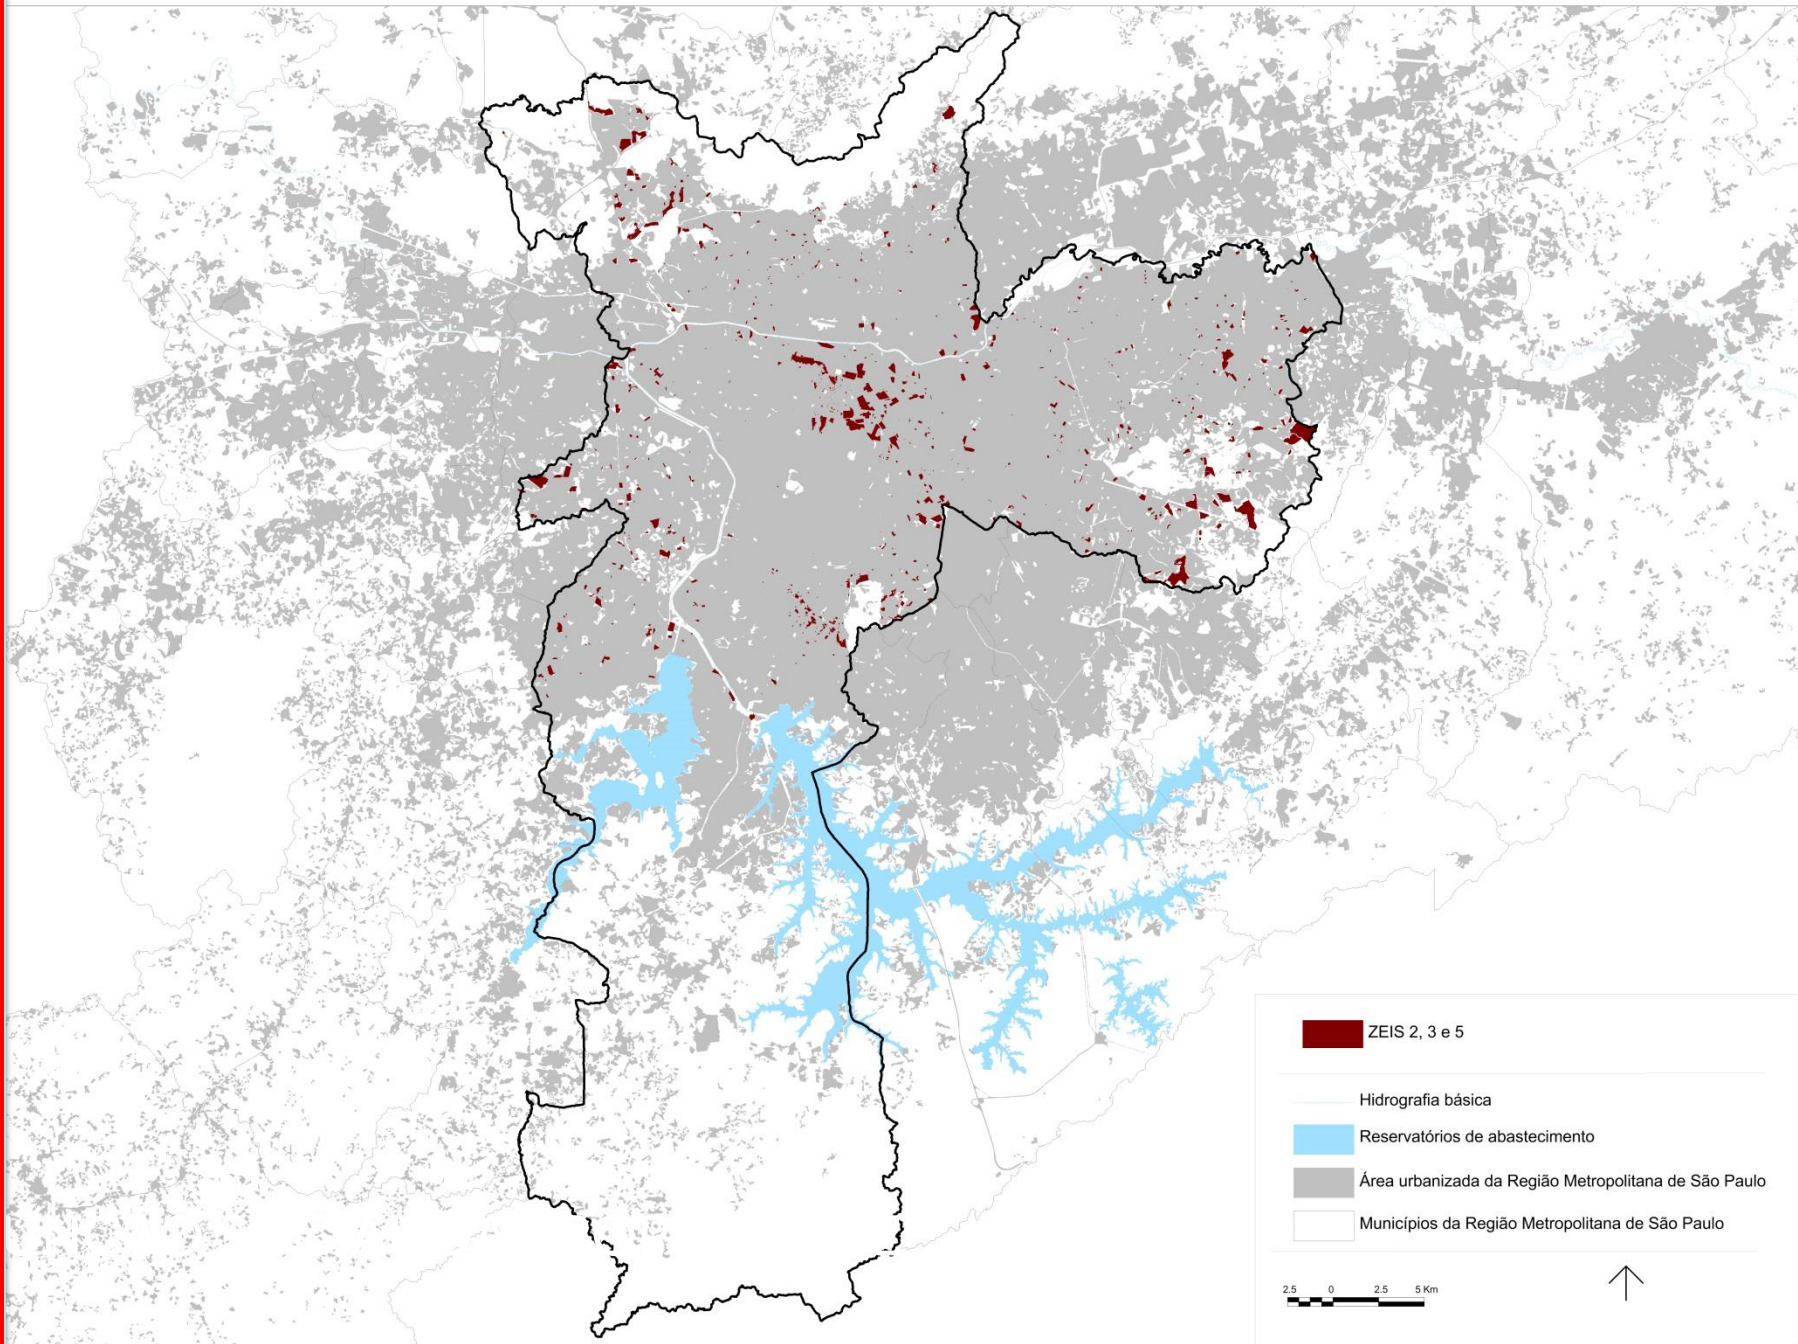 ZEIS 2, 3 e 5
Hidrografia básica
Reservatórios de abastecimento
Área urbanizada da Região Metropolitana de São Paulo
Municípios da Região Metropolitana de São Paulo
2.5 0 2.5 5 Km